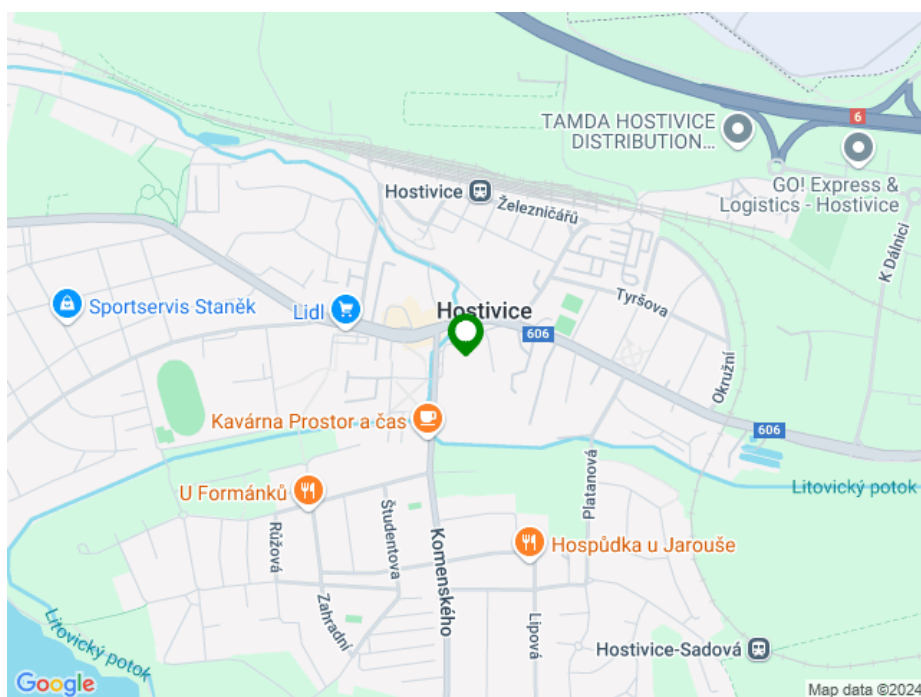 TAMDA HOSTIVICE
DISTRIBUTION...
6
GO! Express &
Logistics - Hostivice
Hostivice
Železničářů
K Dálnici
Tyršova
Sportservis Staněk
Lidl
Hostivice
606
Okružní
Kavárna Prostor a čas
606
Platanová
U Formánků
Litovický potok
Růžová
Študentova
Komenského
Hospůdka u Jarouše
Zahradní
Lipová
Litovický potok
Hostivice-Sadová
Google
Map data ©2024